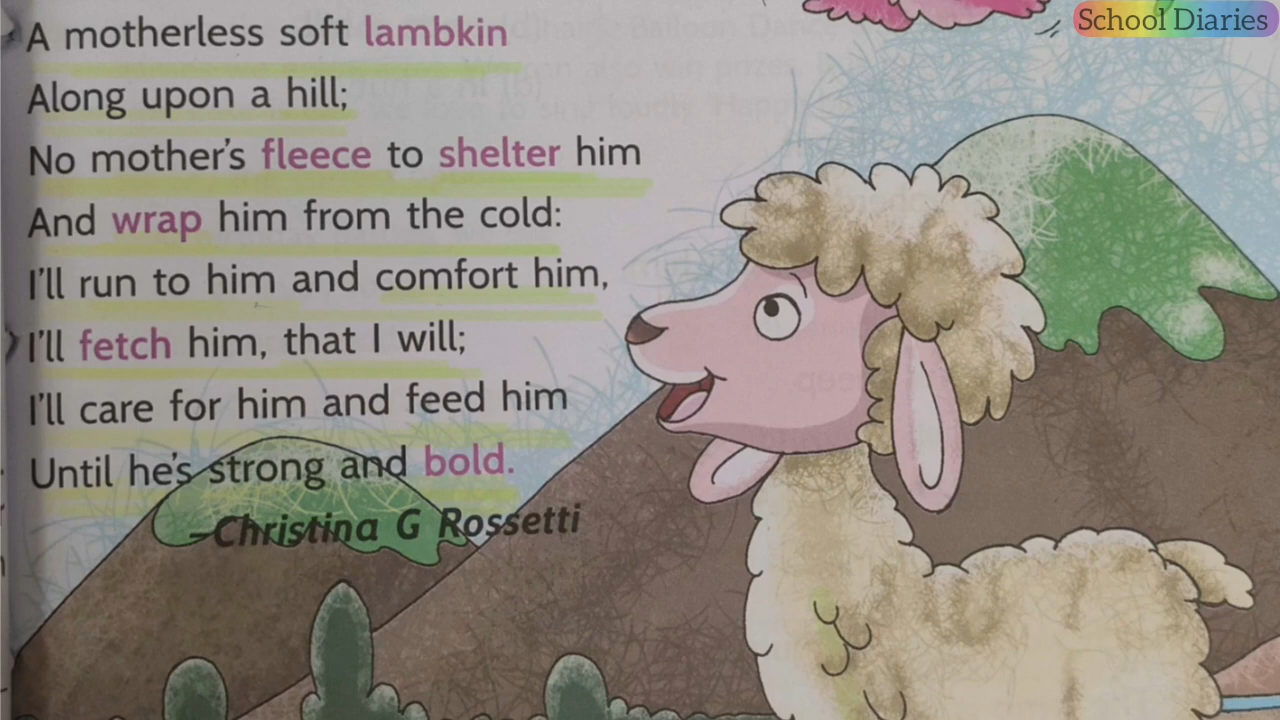 School Diaries
A motherless soft lambkin
Along upon a hill;
No mother's fleece to shelter him
And wrap him from the cold:
I'll run to him and comfort him,
I'll fetch him, that I will;
I'll care for him and feed him
Until he's strong and bold.
–Christina G Rossetti